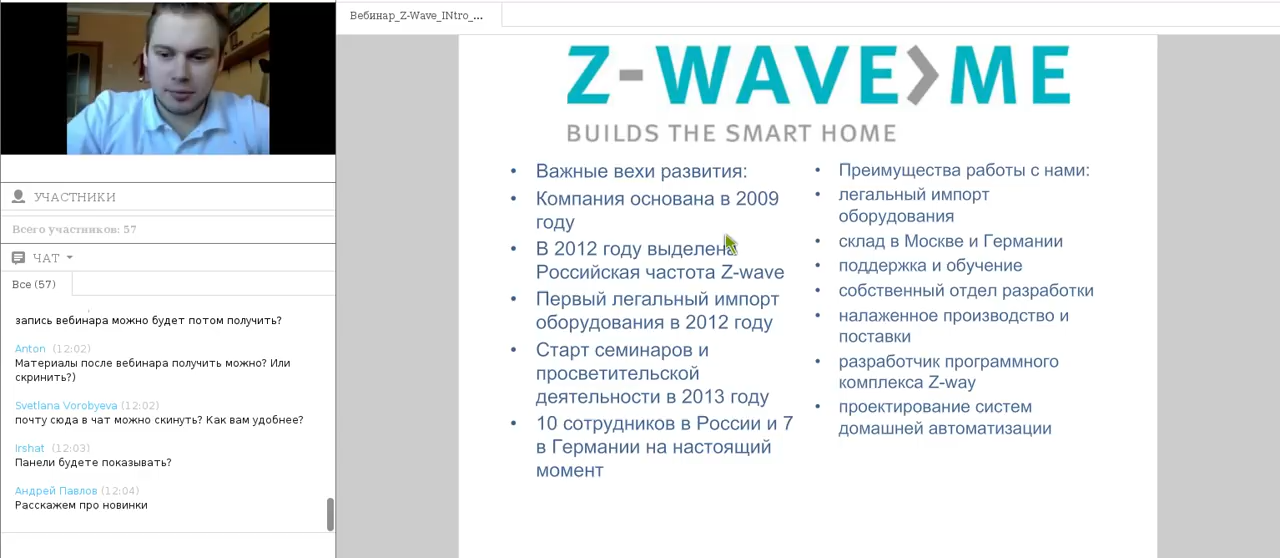 Вебинар_Z-Wave_INtro_...
УЧАСТНИКИ
Всего участников: 57
ЧАТ
Все (57)
запись вебинара можно будет потом получить?
Anton (12:02)
Материалы после вебинара получить можно? Или
скринить?)
Svetlana Vorobyeva (12:02)
почту сюда в чат можно скинуть? Как вам удобнее?
Irshat (12:03)
Панели будете показывать?
Андрей Павлов (12:04)
Расскажем про новинки
Z-WAVE>ME
BUILDS THE SMART HOME
• Важные вехи развития:
• Компания основана в 2009
году
• В 2012 году выделена
Российская частота Z-wave
• Первый легальный импорт
оборудования в 2012 году
• Старт семинаров и
просветительской
деятельности в 2013 году
• 10 сотрудников в России и 7
в Германии на настоящий
момент
• Преимущества работы с нами:
• легальный импорт
оборудования
• склад в Москве и Германии
• поддержка и обучение
• собственный отдел разработки
• налаженное производство и
поставки
• разработчик программного
комплекса Z-way
• проектирование систем
домашней автоматизации